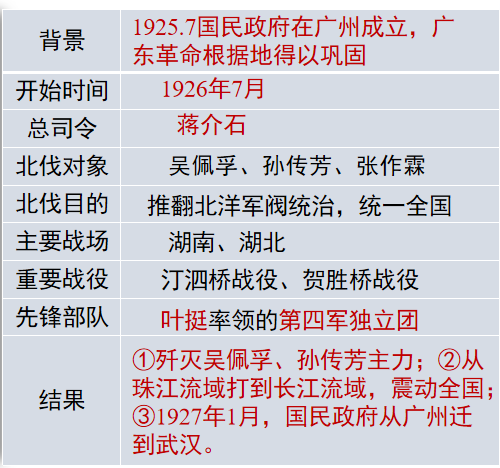 背景
1925.7国民政府在广州成立，广
东革命根据地得以巩固
开始时间
1926年7月
总司令
蒋介石
北伐对象
吴佩孚、孙传芳、张作霖
北伐目的
推翻北洋军阀统治，统一全国
主要战场
湖南、湖北
重要战役
汀泗桥战役、贺胜桥战役
先锋部队
叶挺率领的第四军独立团
结果
①歼灭吴佩孚、孙传芳主力；②从
珠江流域打到长江流域，震动全国；
③1927年1月，国民政府从广州迁
到武汉。